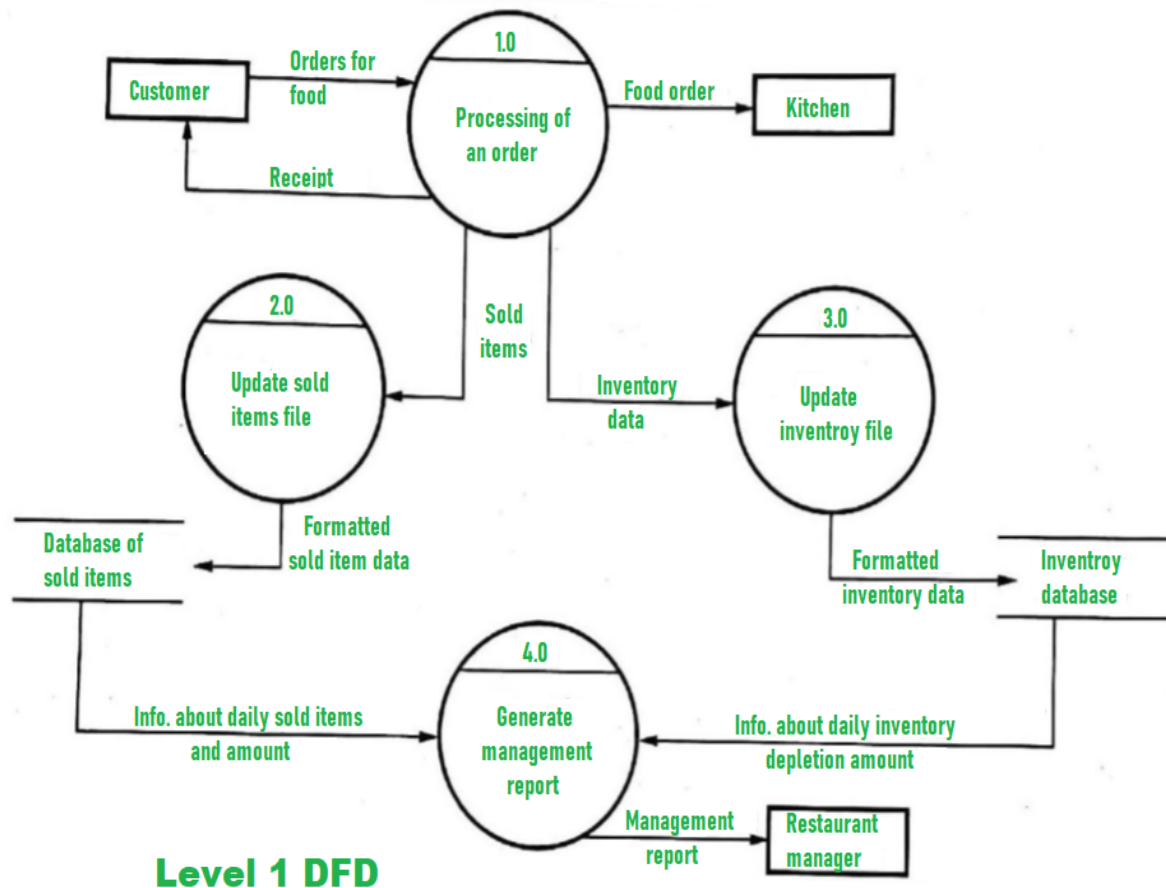 1.0
Orders for
food
Customer
Processing of
an order
Food order
Kitchen
Receipt
2.0
Sold
items
3.0
Update sold
items file
Inventory
data
Update
inventroy file
Database of
sold items
Formatted
sold item data
Formatted
inventory data
Inventroy
database
4.0
Info. about daily sold items
and amount
Generate
management
report
Info. about daily inventory
depletion amount
Management
report
Restaurant
manager
Level 1 DFD